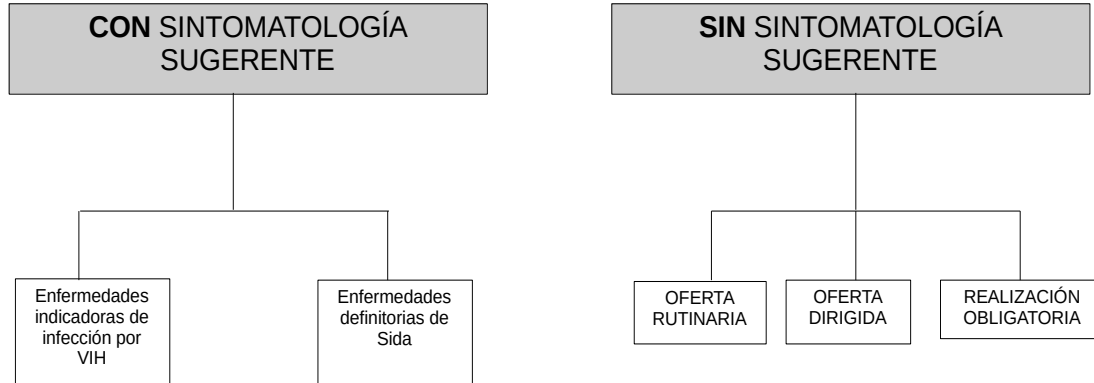 CON SINTOMATOLOGÍA
SUGERENTE
SIN SINTOMATOLOGÍA
SUGERENTE
Enfermedades
indicadoras de
infección por
VIH
Enfermedades
definitorias de
Sida
OFERTA
RUTINARIA
OFERTA
DIRIGIDA
REALIZACIÓN
OBLIGATORIA